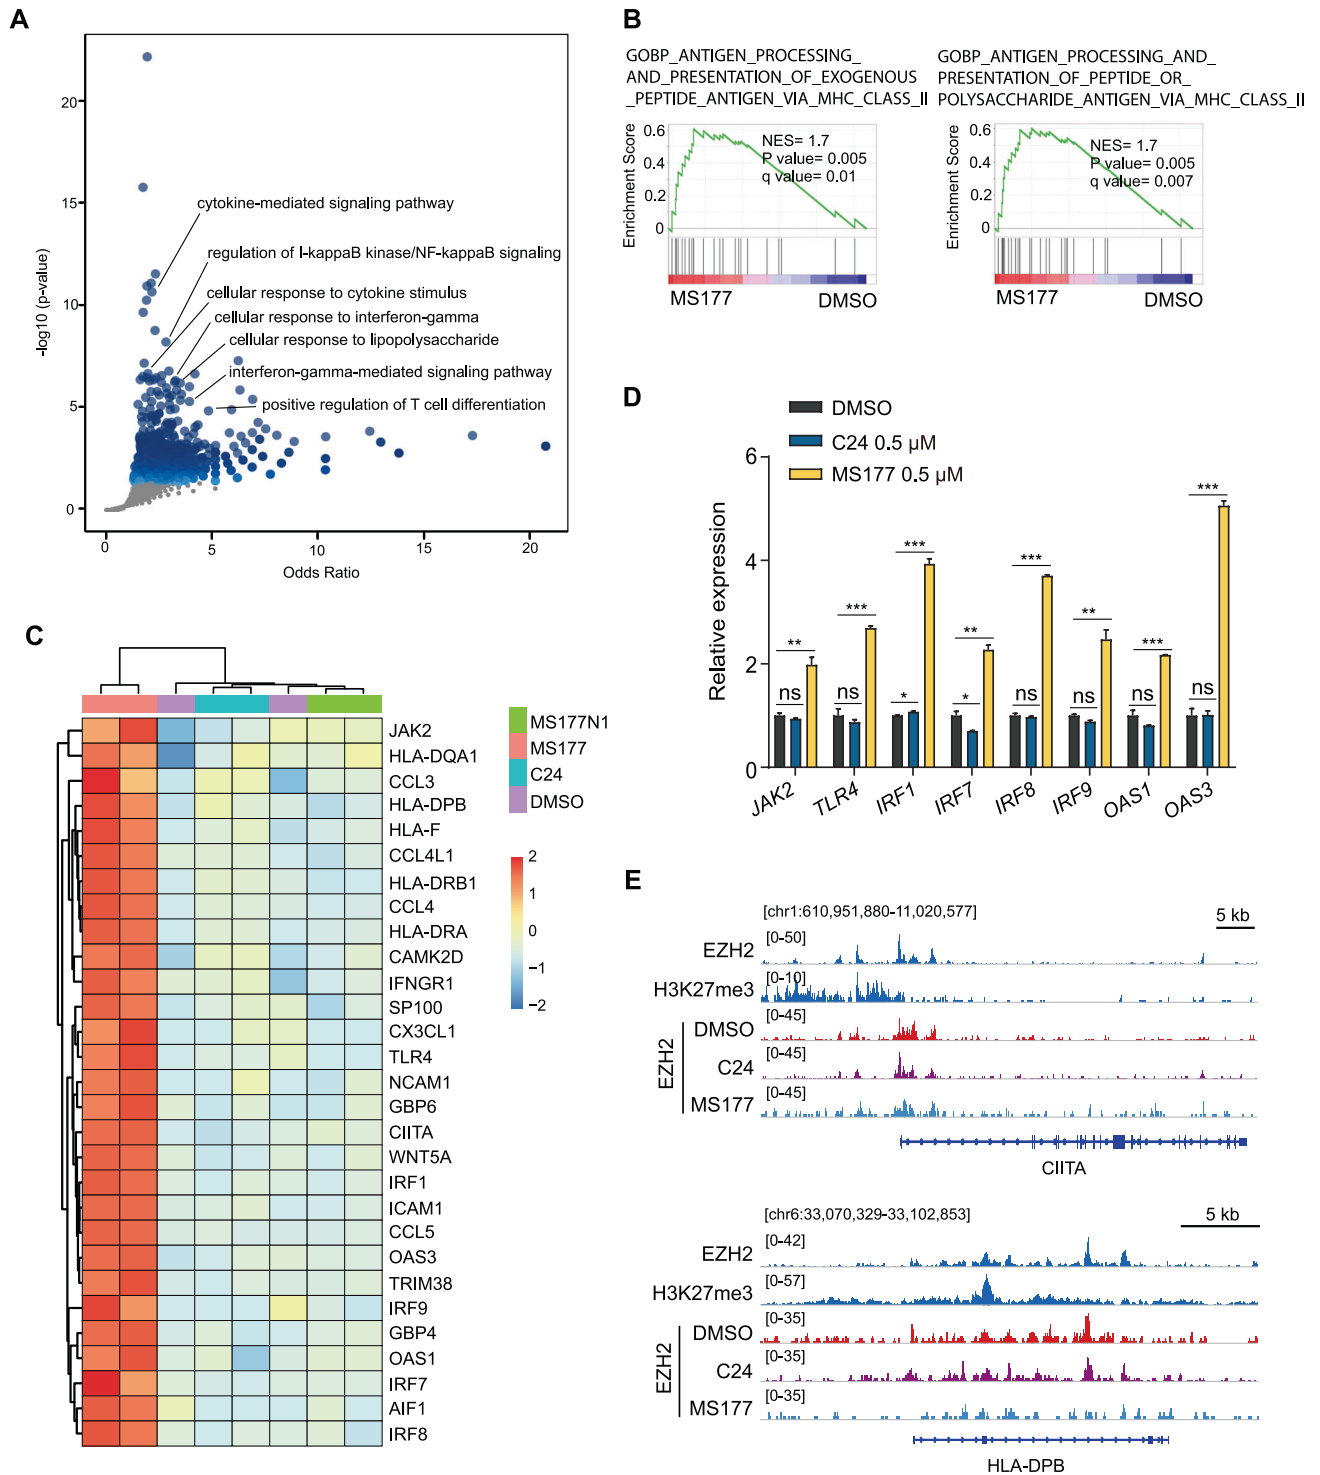 A
20
15
10
5
0
-log10 (p-value)
cytokine-mediated signaling pathway
regulation of I-kappaB kinase/NF-kappaB signaling
cellular response to cytokine stimulus
cellular response to interferon-gamma
cellular response to lipopolysaccharide
interferon-gamma-mediated signaling pathway
positive regulation of T cell differentiation
0 5 10 15 20
Odds Ratio
B
GOBP_ANTIGEN_PROCESSING_
AND_PRESENTATION_OF_EXOGENOUS
_PEPTIDE_ANTIGEN_VIA_MHC_CLASS_II
Enrichment Score
0.6
0.4
0.2
0
NES= 1.7
P value= 0.005
q value= 0.01
MS177 DMSO
GOBP_ANTIGEN_PROCESSING_AND_
PRESENTATION_OF_PEPTIDE_OR_
POLYSACCHARIDE_ANTIGEN_VIA_MHC_CLASS_II
Enrichment Score
0.6
0.4
0.2
0
NES= 1.7
P value= 0.005
q value= 0.007
MS177 DMSO
C
JAK2
HLA-DQA1
CCL3
HLA-DPB
HLA-F
CCL4L1
HLA-DRB1
CCL4
HLA-DRA
CAMK2D
IFNGR1
SP100
CX3CL1
TLR4
NCAM1
GBP6
CIITA
WNT5A
IRF1
ICAM1
CCL5
OAS3
TRIM38
IRF9
GBP4
OAS1
IRF7
AIF1
IRF8
MS177N1
MS177
C24
DMSO
2
1
0
−1
−2
D
DMSO
C24 0.5 µM
MS177 0.5 µM
Relative expression
6
4
2
0
ns **
ns ***
* ***
* **
ns ***
ns **
ns ***
ns ***
JAK2 TLR4 IRF1 IRF7 IRF8 IRF9 OAS1 OAS3
E
[chr1:610,951,880-11,020,577]
5 kb
EZH2 [0-50]
H3K27me3 [0-10]
EZH2
DMSO [0-45]
C24 [0-45]
MS177 [0-45]
CIITA
[chr6:33,070,329-33,102,853]
5 kb
EZH2 [0-42]
H3K27me3 [0-57]
EZH2
DMSO [0-35]
C24 [0-35]
MS177 [0-35]
HLA-DPB